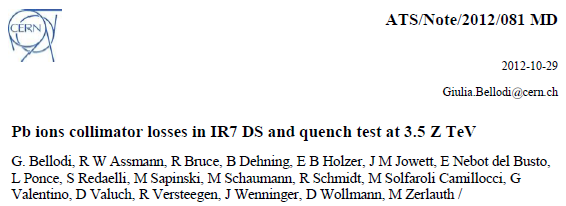 CERN
ATS/Note/2012/081 MD
2012-10-29
Giulia.Bellodi@cern.ch
Pb ions collimator losses in IR7 DS and quench test at 3.5 Z TeV
G. Bellodi, R W Assmann, R Bruce, B Dehning, E B Holzer, J M Jowett, E Nebot del Busto,
L Ponce, S Redaelli, M Sapinski, M Schaumann, R Schmidt, M Solfaroli Camillocci, G
Valentino, D Valuch, R Versteegen, J Wenninger, D Wollmann, M Zerlauth /